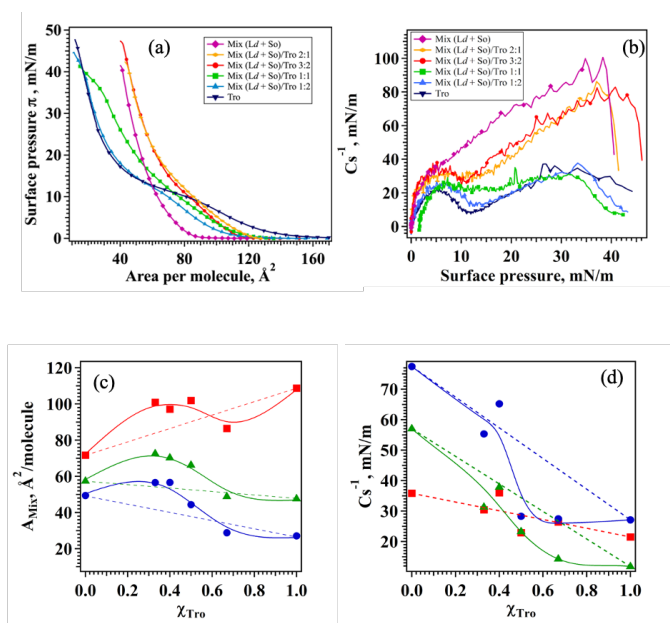 (a)
Mix (Ld + So)
Mix (Ld + So)/Tro 2:1
Mix (Ld + So)/Tro 3:2
Mix (Ld + So)/Tro 1:1
Mix (Ld + So)/Tro 1:2
Tro
Surface pressure π , mN/m
50
40
30
20
10
0
40
80
120
160
Area per molecule, Å²
(b)
Mix (Ld + So)
Mix (Ld + So)/Tro 2:1
Mix (Ld + So)/Tro 3:2
Mix (Ld + So)/Tro 1:1
Mix (Ld + So)/Tro 1:2
Tro
Cs⁻¹, mN/m
100
80
60
40
20
0
0
10
20
30
40
Surface pressure, mN/m
(c)
A_Mix, Å²/molecule
120
100
80
60
40
20
0.0
0.2
0.4
0.6
0.8
1.0
χTro
(d)
Cs⁻¹, mN/m
70
60
50
40
30
20
0.0
0.2
0.4
0.6
0.8
1.0
χTro